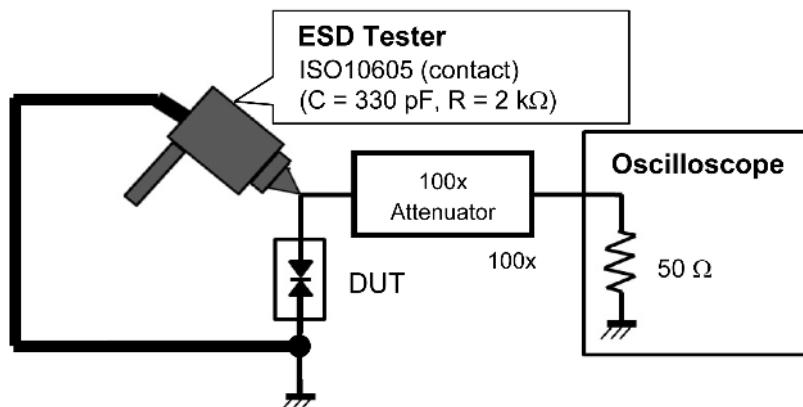 ESD Tester
ISO10605 (contact)
(C = 330 pF, R = 2 kΩ)
Oscilloscope
100x
Attenuator
100x
50 Ω
DUT